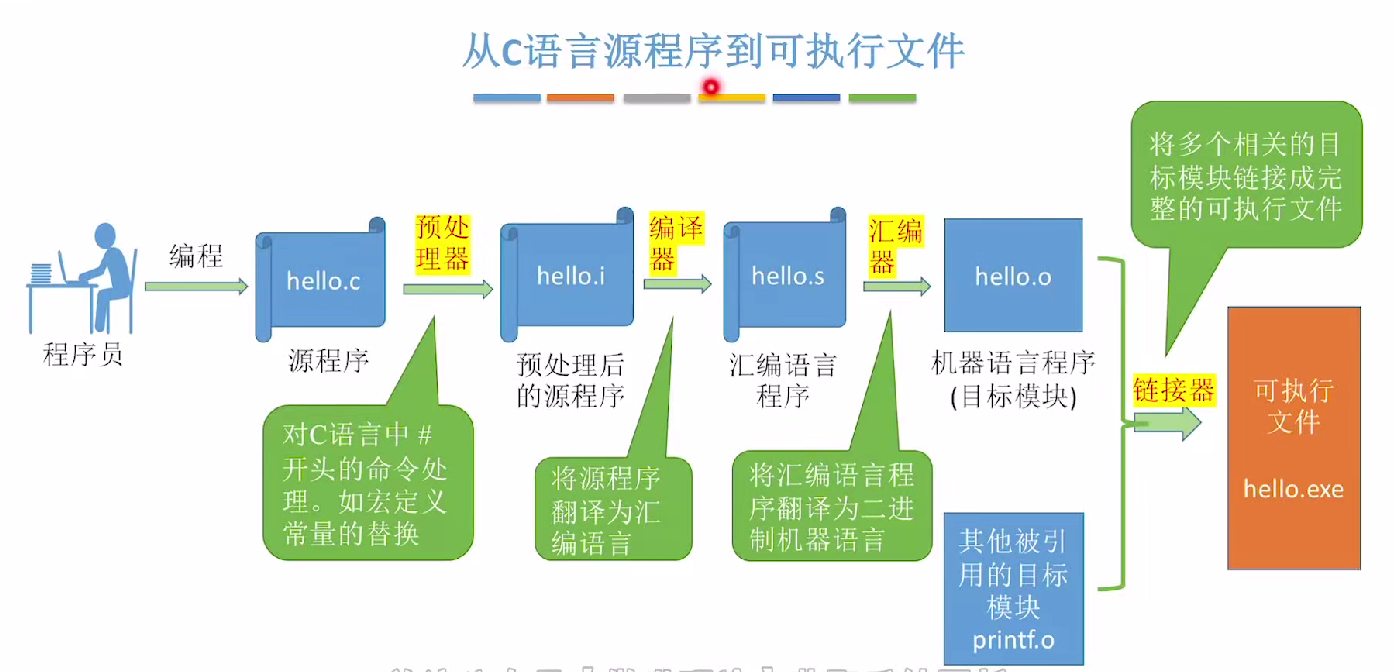 从C语言源程序到可执行文件
将多个相关的目
标模块链接成完
整的可执行文件
编程
预处
理器
编译
器
汇编
器
hello.c
hello.i
hello.s
hello.o
程序员
源程序
预处理后
的源程序
汇编语言
程序
机器语言程序
(目标模块)
链接器
可执行
文件
hello.exe
对C语言中 #
开头的命令处
理。如宏定义
常量的替换
将源程序
翻译为汇
编语言
将汇编语言程
序翻译为二进
制机器语言
其他被引
用的目标
模块
printf.o